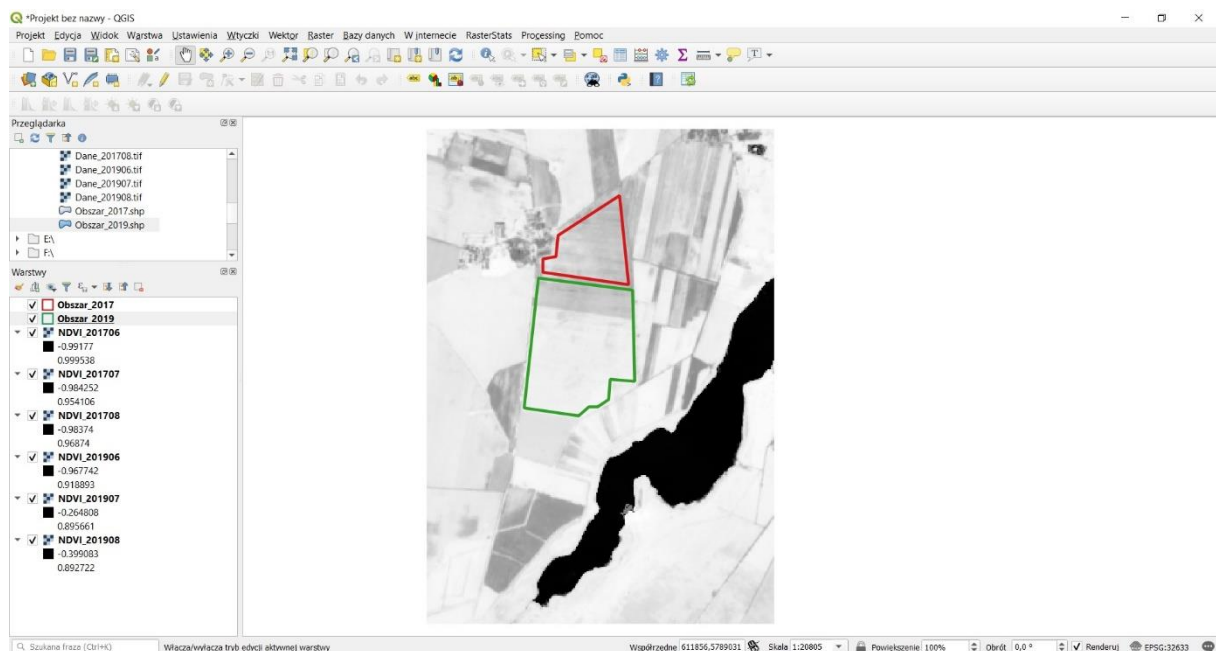 *Projekt bez nazwy - QGIS
Projekt Edycja Widok Warstwa Ustawienia Wtyczki Wektor Raster Bazy danych W internecie RasterStats Processing Pomoc
Przeglądarka
Dane_201708.tif
Dane_201906.tif
Dane_201907.tif
Dane_201908.tif
Obszar_2017.shp
Obszar_2019.shp
E:\
F:\
Warstwy
Obszar_2017
Obszar_2019
NDVI_201706
-0.99177
0.999538
NDVI_201707
-0.984252
0.954106
NDVI_201708
-0.98374
0.96874
NDVI_201906
-0.967742
0.918893
NDVI_201907
-0.264808
0.895661
NDVI_201908
-0.399083
0.892722
Szukana fraza (Ctrl+K) Włącza/wyłącza tryb edycji aktywnej warstwy Współrzędne 611856,5789031 Skala 1:20805 Powiększenie 100% Obrót 0,0 ° Renderuj EPSG:32633